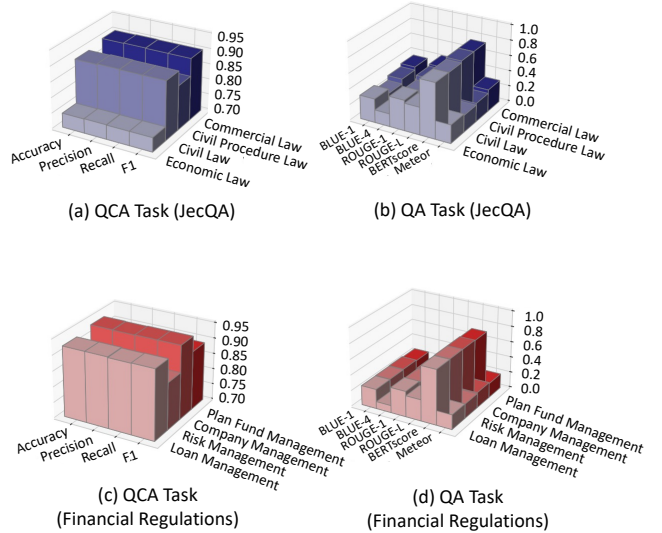 0.95
0.90
0.85
0.80
0.75
0.70
Commercial Law
Civil Procedure Law
Civil Law
Economic Law
Accuracy
Precision
Recall
F1
(a) QCA Task (JecQA)
1.0
0.8
0.6
0.4
0.2
0.0
Commercial Law
Civil Procedure Law
Civil Law
Economic Law
BLUE-1
BLUE-4
ROUGE-1
ROUGE-L
BERTscore
Meteor
(b) QA Task (JecQA)
0.95
0.90
0.85
0.80
0.75
0.70
Plan Fund Management
Company Management
Risk Management
Loan Management
Accuracy
Precision
Recall
F1
(c) QCA Task
(Financial Regulations)
1.0
0.8
0.6
0.4
0.2
0.0
Plan Fund Management
Company Management
Risk Management
Loan Management
BLUE-1
BLUE-4
ROUGE-1
ROUGE-L
BERTscore
Meteor
(d) QA Task
(Financial Regulations)